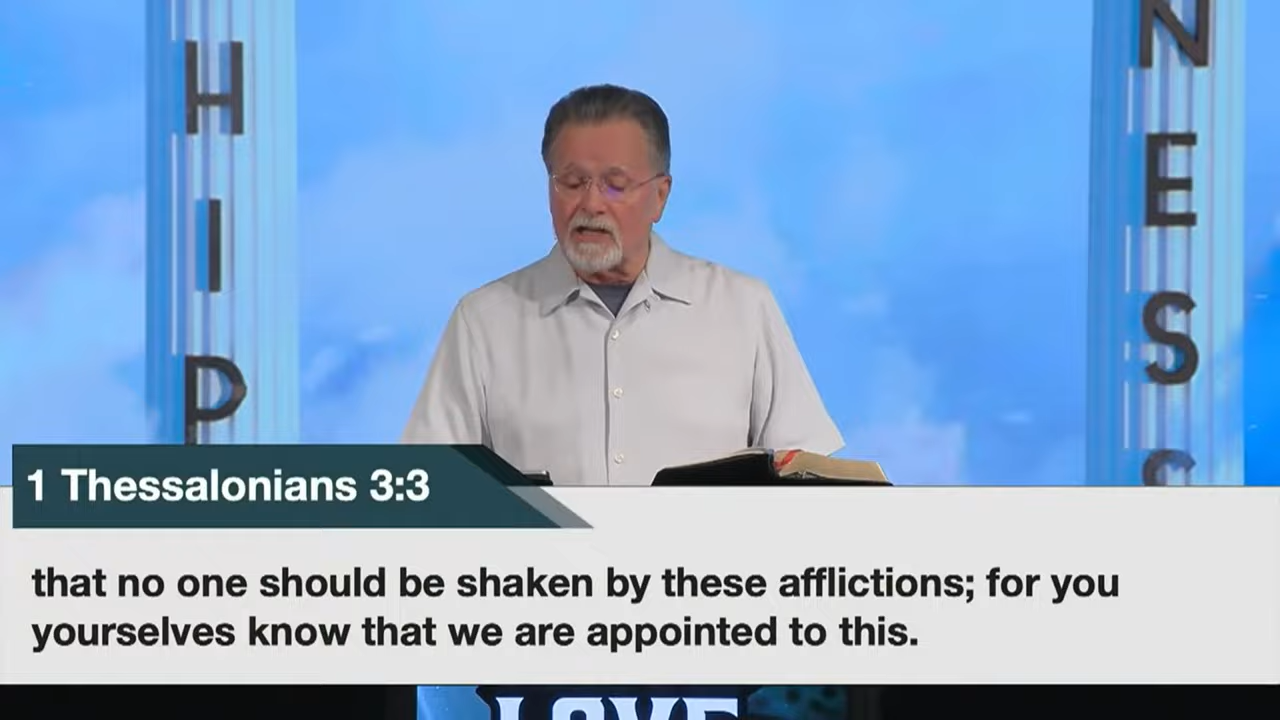 H
I
P
N
E
S
S
1 Thessalonians 3:3
that no one should be shaken by these afflictions; for you
yourselves know that we are appointed to this.
LOVE